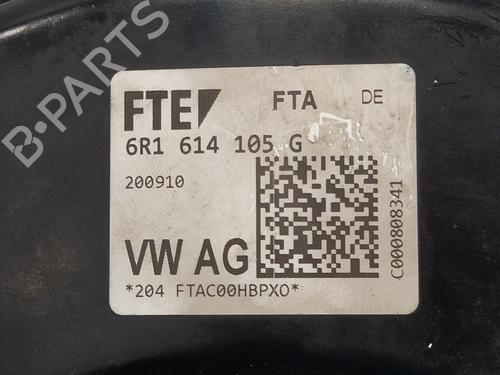 FTE FTA DE
6R1 614 105 G
200910
VW AG
*204 FTAC00HBPXO*
C000808341
B-PARTS